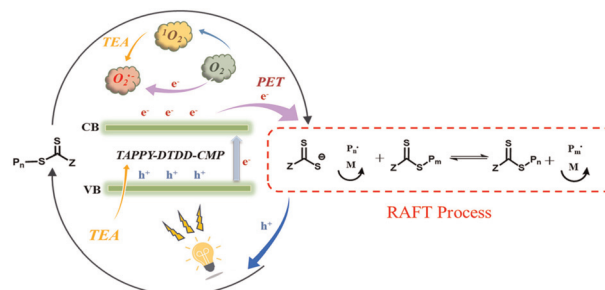 TEA
¹O₂
O₂
O₂•⁻
e⁻
PET
e⁻
e⁻ e⁻ e⁻
CB
S
Pₙ
S
Z
TAPPY-DTDD-CMP
e⁻
h⁺ h⁺ h⁺
VB
TEA
h⁺
S
Z
S
⊖
Pₙ•
M
+
S
Z
S
Pₘ
⇌
S
Z
S
Pₙ
+
Pₘ•
M
RAFT Process